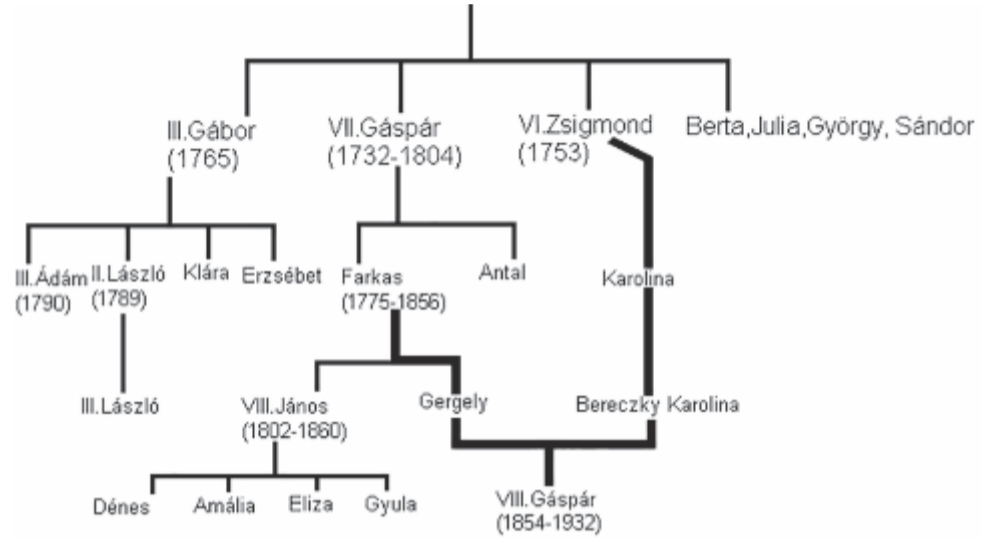 III.Gábor
(1765)
VII.Gáspár
(1732-1804)
VI.Zsigmond
(1753)
Berta,Julia,György, Sándor
III.Ádám
(1790)
II.László
(1789)
Klára
Erzsébet
Farkas
(1775-1856)
Antal
Karolina
III.László
VIII.János
(1802-1860)
Gergely
Bereczky Karolina
Dénes
Amália
Eliza
Gyula
VIII.Gáspár
(1854-1932)